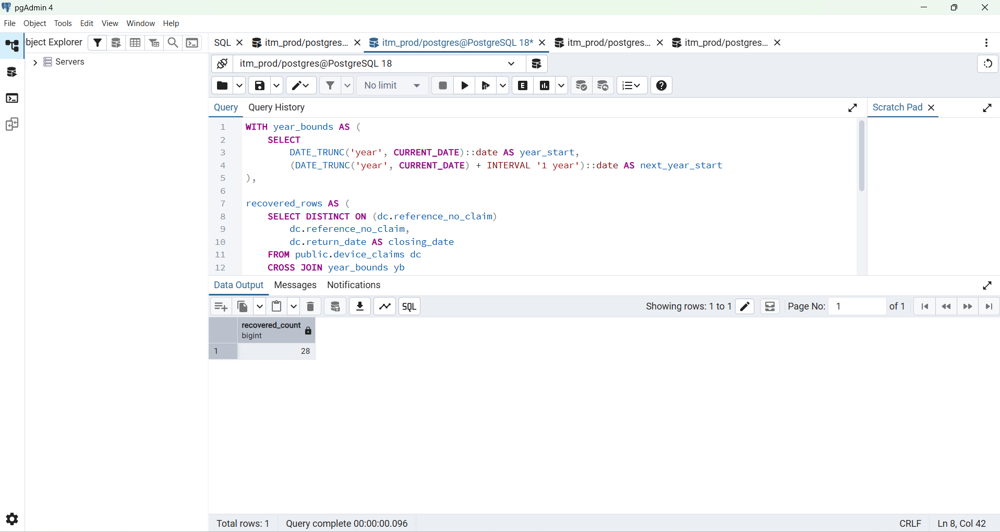 pgAdmin 4
File Object Tools Edit View Window Help
bject Explorer
SQL itm_prod/postgres... itm_prod/postgres@PostgreSQL 18* itm_prod/postgres... itm_prod/postgres...
Servers
itm_prod/postgres@PostgreSQL 18
No limit
E
Query Query History
Scratch Pad
1 WITH year_bounds AS (
2     SELECT
3         DATE_TRUNC('year', CURRENT_DATE)::date AS year_start,
4         (DATE_TRUNC('year', CURRENT_DATE) + INTERVAL '1 year')::date AS next_year_start
5 ),
6
7 recovered_rows AS (
8     SELECT DISTINCT ON (dc.reference_no_claim)
9         dc.reference_no_claim,
10         dc.return_date AS closing_date
11     FROM public.device_claims dc
12     CROSS JOIN year_bounds yb
Data Output Messages Notifications
SQL Showing rows: 1 to 1 Page No: 1 of 1
recovered_count
bigint
1 28
Total rows: 1 Query complete 00:00:00.096 CRLF Ln 8, Col 42